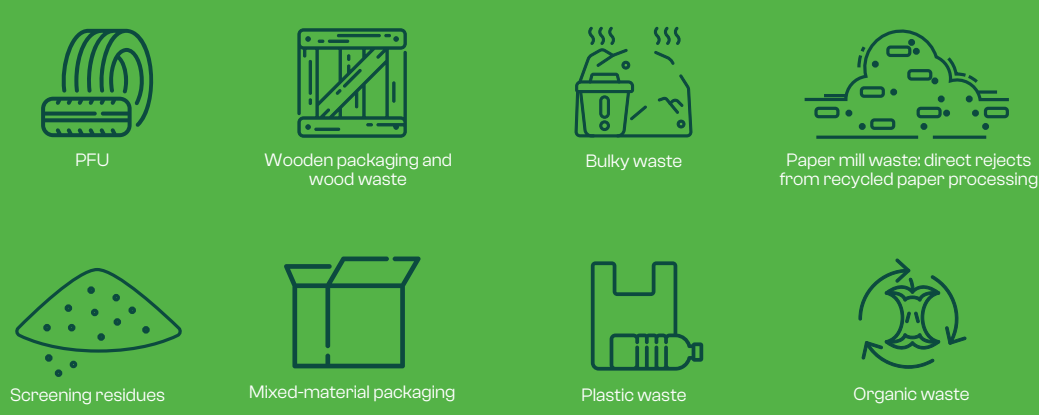 PFU
Wooden packaging and
wood waste
Bulky waste
Paper mill waste: direct rejects
from recycled paper processing
Screening residues
Mixed-material packaging
Plastic waste
Organic waste